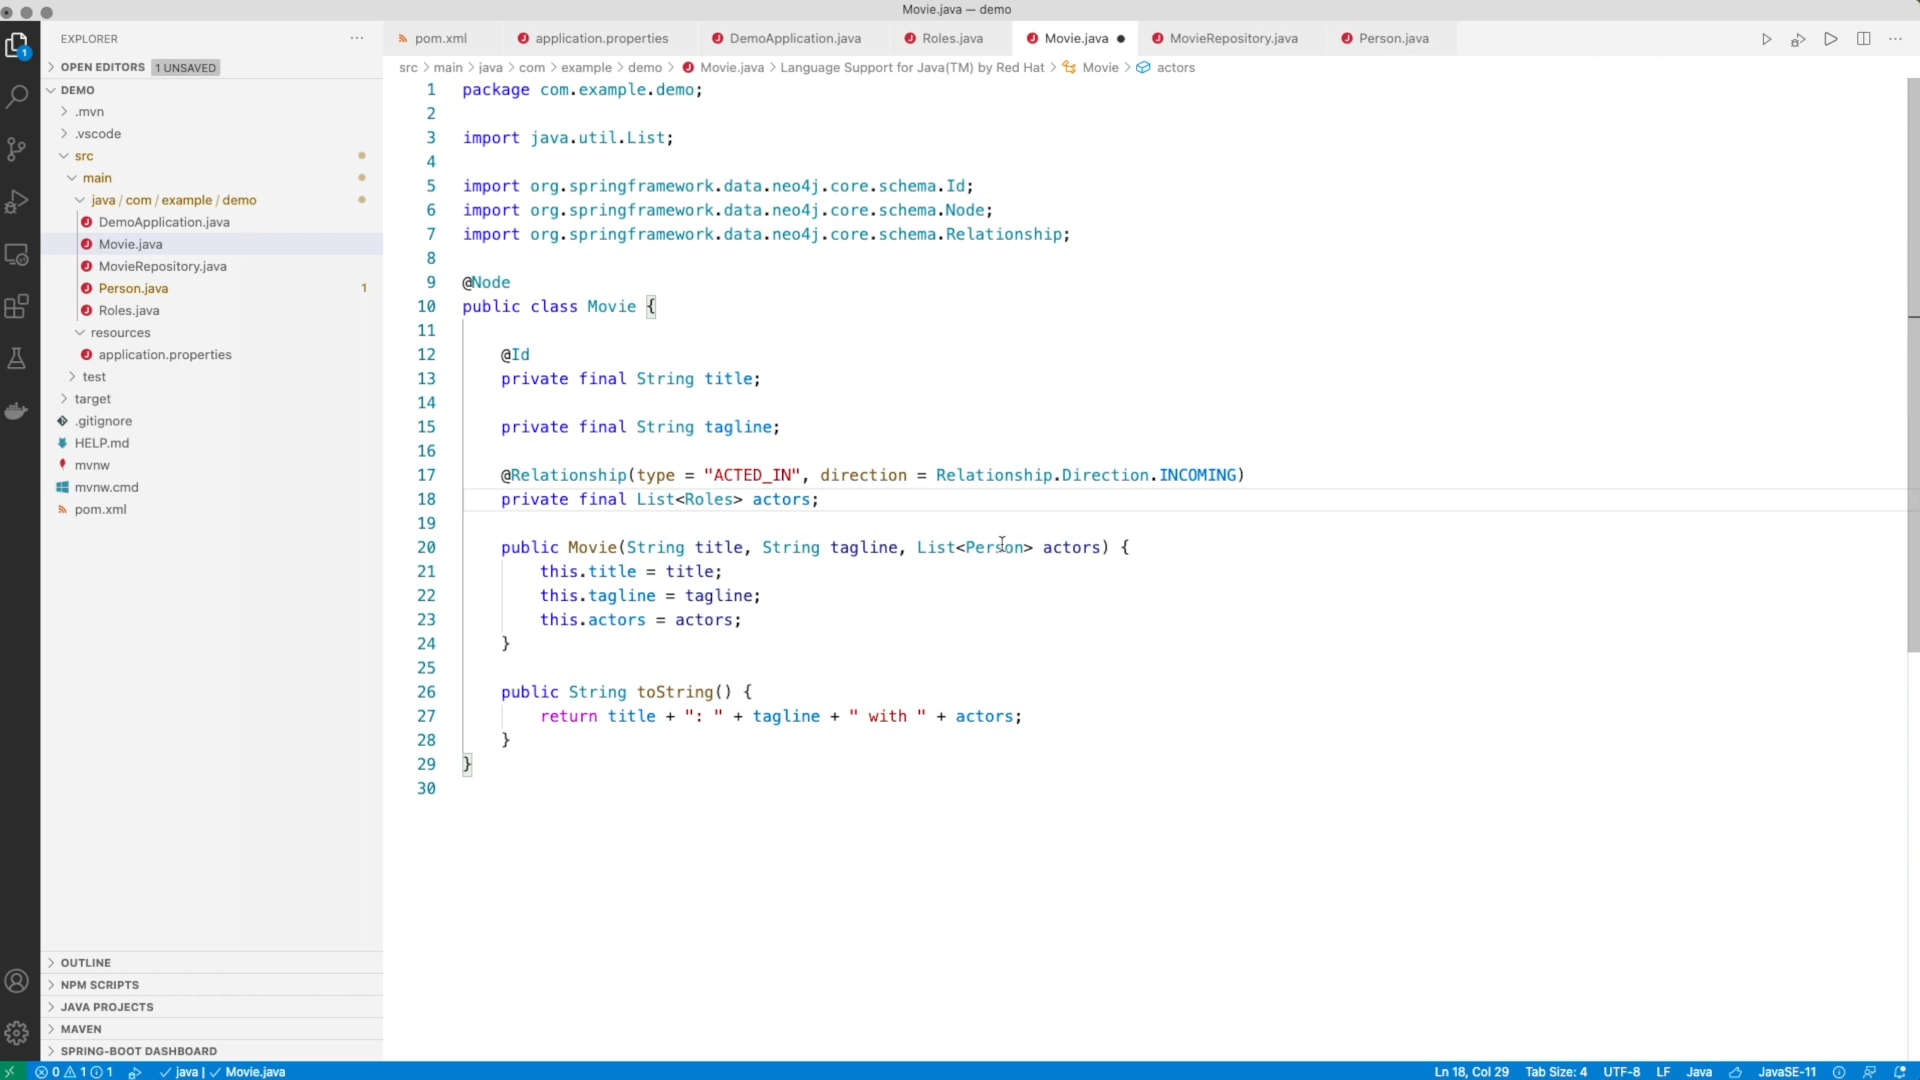 Movie.java — demo
EXPLORER
pom.xml
application.properties
DemoApplication.java
Roles.java
Movie.java
MovieRepository.java
Person.java
OPEN EDITORS 1 UNSAVED
src > main > java > com > example > demo > Movie.java > Language Support for Java(TM) by Red Hat > Movie > actors
DEMO
.mvn
.vscode
src
main
java / com / example / demo
DemoApplication.java
Movie.java
MovieRepository.java
Person.java 1
Roles.java
resources
application.properties
test
target
.gitignore
HELP.md
mvnw
mvnw.cmd
pom.xml
OUTLINE
NPM SCRIPTS
JAVA PROJECTS
MAVEN
SPRING-BOOT DASHBOARD
1
1 package com.example.demo;
2
3 import java.util.List;
4
5 import org.springframework.data.neo4j.core.schema.Id;
6 import org.springframework.data.neo4j.core.schema.Node;
7 import org.springframework.data.neo4j.core.schema.Relationship;
8
9 @Node
10 public class Movie {
11
12 @Id
13 private final String title;
14
15 private final String tagline;
16
17 @Relationship(type = "ACTED_IN", direction = Relationship.Direction.INCOMING)
18 private final List<Roles> actors;
19
20 public Movie(String title, String tagline, List<Person> actors) {
21 this.title = title;
22 this.tagline = tagline;
23 this.actors = actors;
24 }
25
26 public String toString() {
27 return title + ": " + tagline + " with " + actors;
28 }
29 }
30
0 1 1 java | Movie.java
Ln 18, Col 29 Tab Size: 4 UTF-8 LF Java JavaSE-11